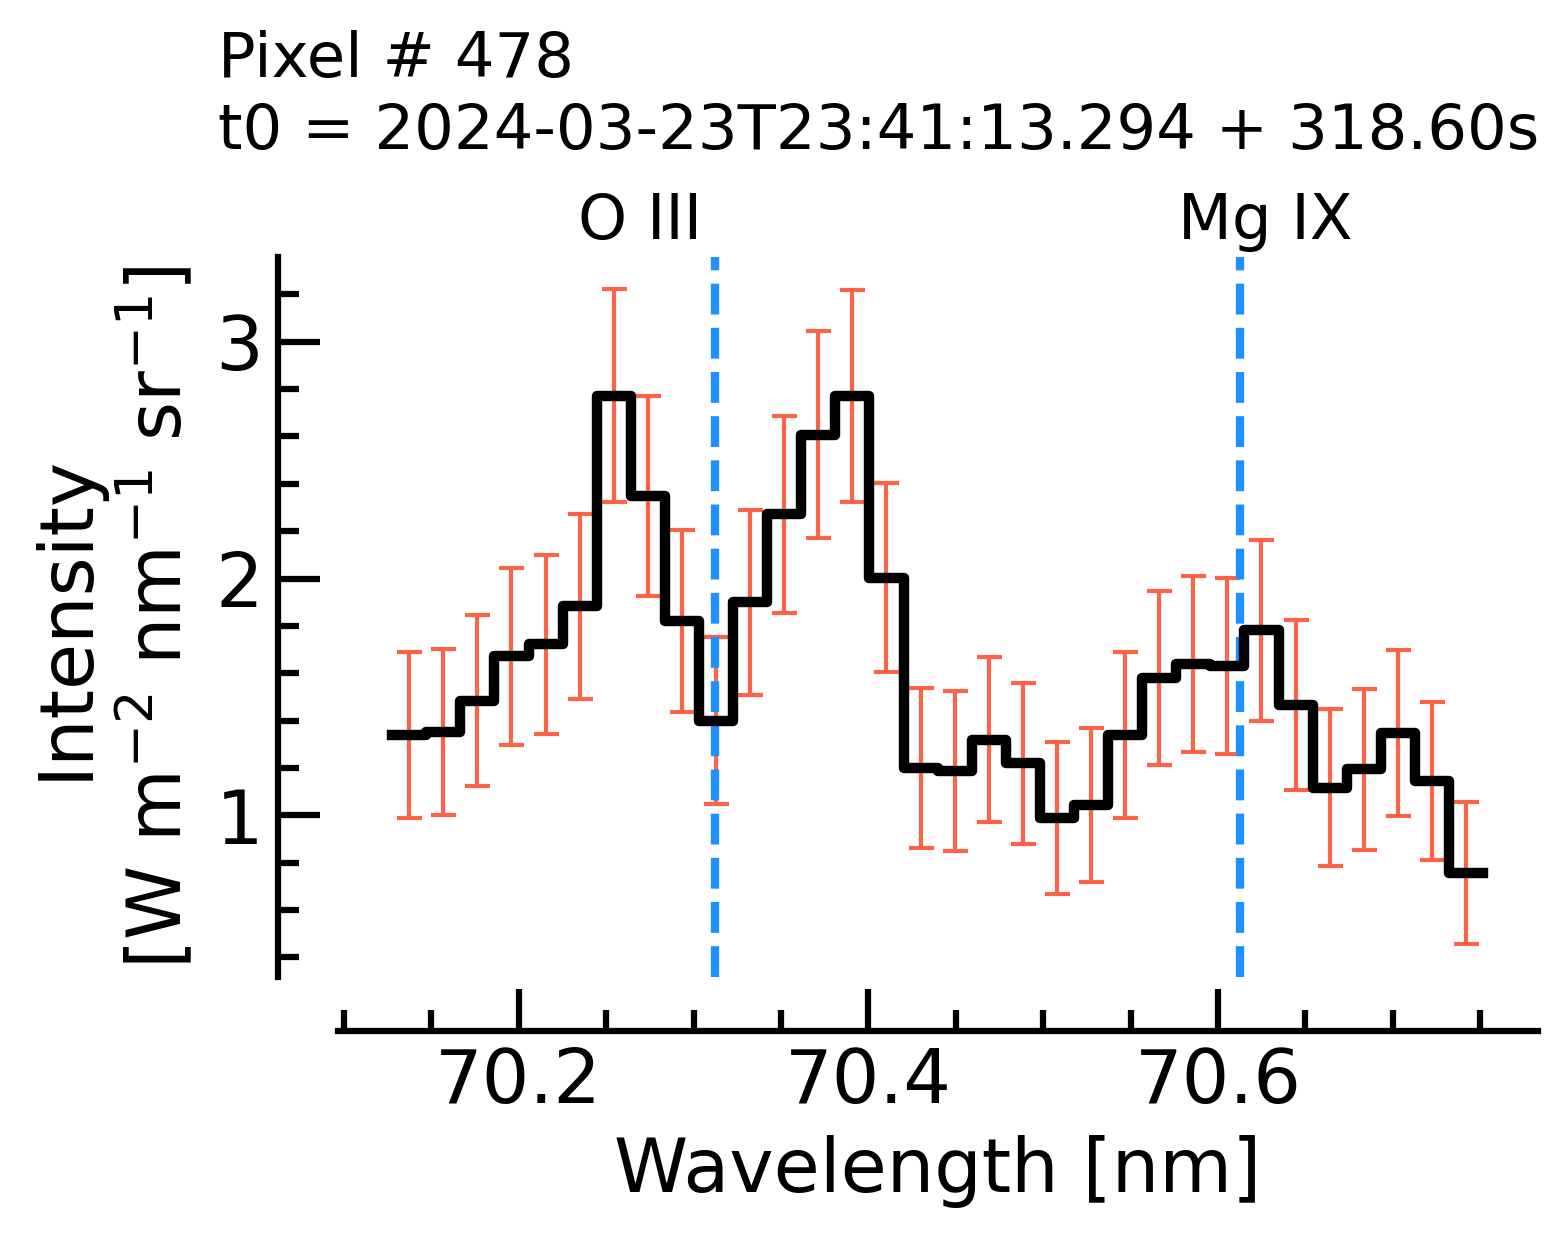 Pixel # 478
t0 = 2024-03-23T23:41:13.294 + 318.60s
O III Mg IX
Intensity
[W m⁻² nm⁻¹ sr⁻¹]
3
2
1
70.2 70.4 70.6
Wavelength [nm]